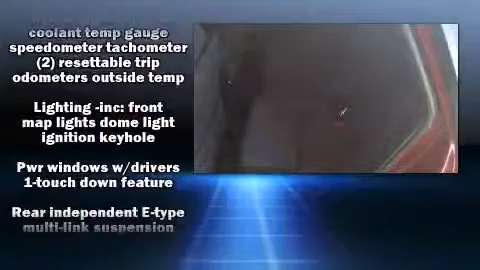 coolant temp gauge
speedometer tachometer
(2) resettable trip
odometers outside temp
Lighting -inc: front
map lights dome light
ignition keyhole
Pwr windows w/drivers
1-touch down feature
Rear independent E-type
multi-link suspension